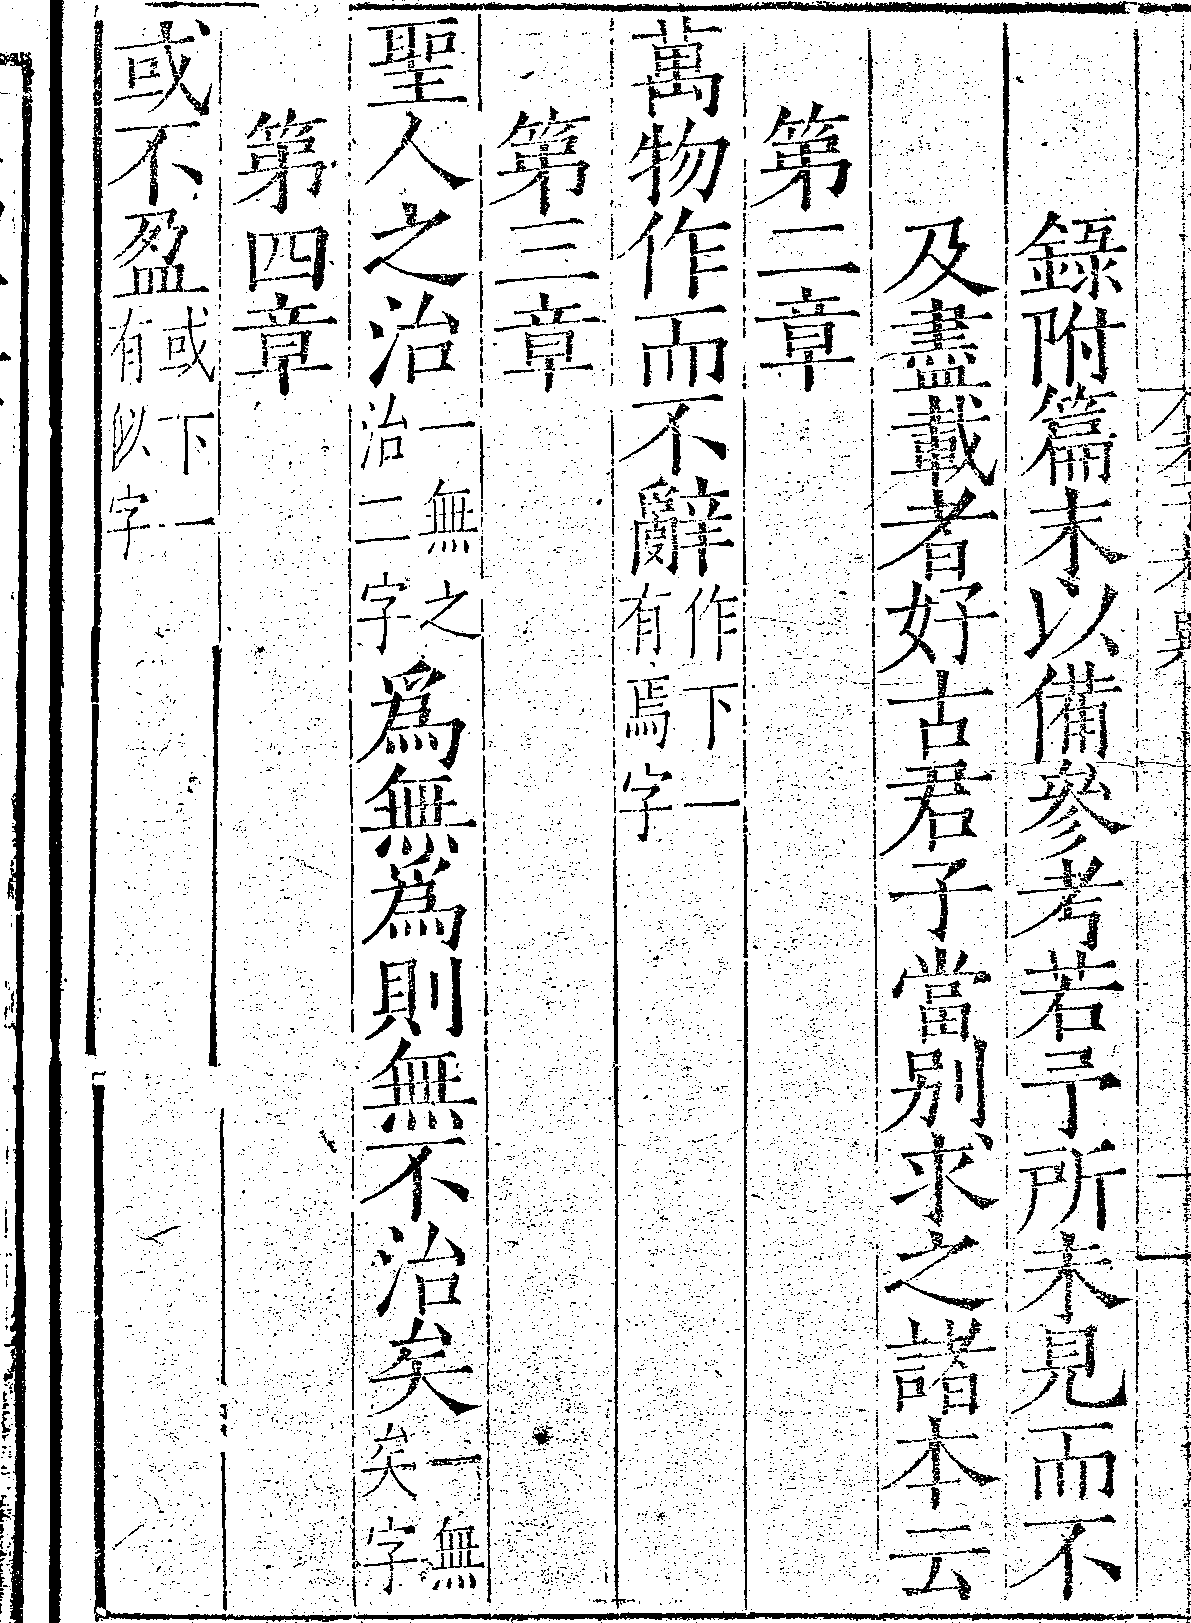 錄附篇末以備參考若予所未見而不
及盡載者好古君子當別求之諸本云
第二章
萬物作而不辭作下一有焉字
第三章
聖人之治一無之治二字爲無爲則無不治矣一無矣字
第四章
或不盈或下一有似字